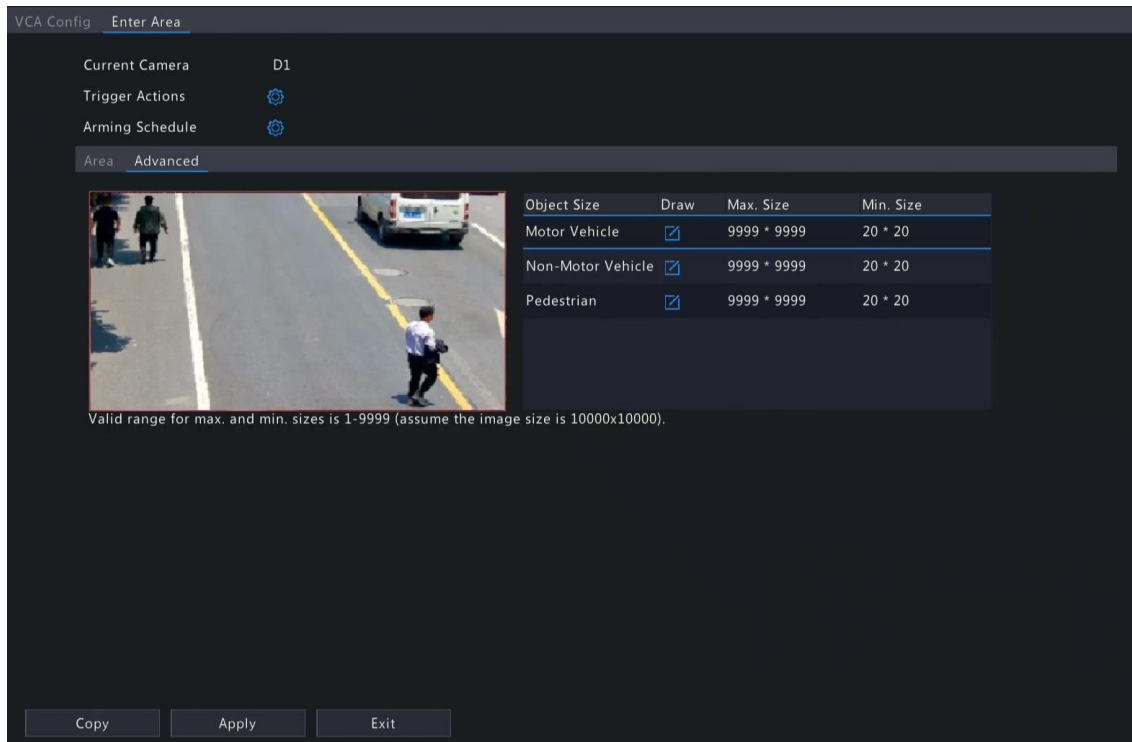 VCA Config Enter Area
Current Camera D1
Trigger Actions
Arming Schedule
Area Advanced
Object Size Draw Max. Size Min. Size
Motor Vehicle 9999 * 9999 20 * 20
Non-Motor Vehicle 9999 * 9999 20 * 20
Pedestrian 9999 * 9999 20 * 20
Valid range for max. and min. sizes is 1-9999 (assume the image size is 10000x10000).
Copy Apply Exit